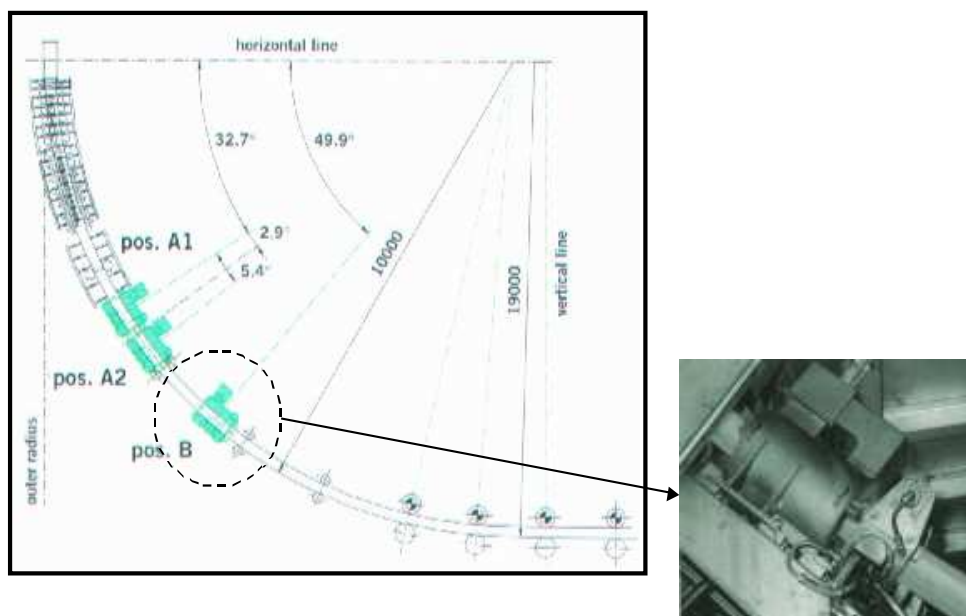 horizontal line
32.7°
49.9°
pos. A1
2.9°
5.4°
10000
19000
vertical line
pos. A2
pos. B
outer radius